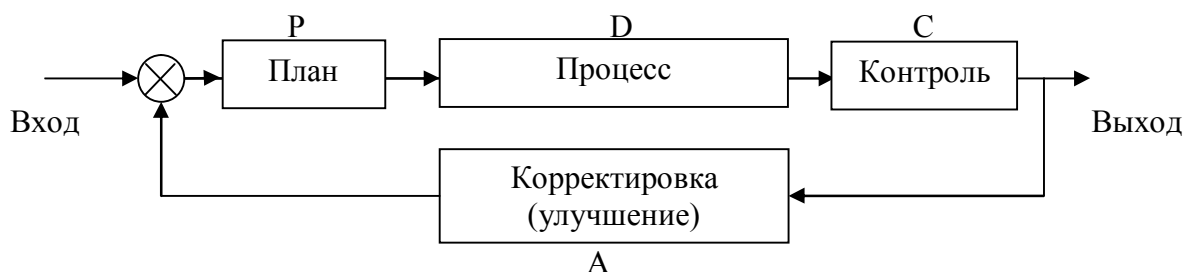 P
D
C
План
Процесс
Контроль
Вход
Выход
Корректировка
(улучшение)
A